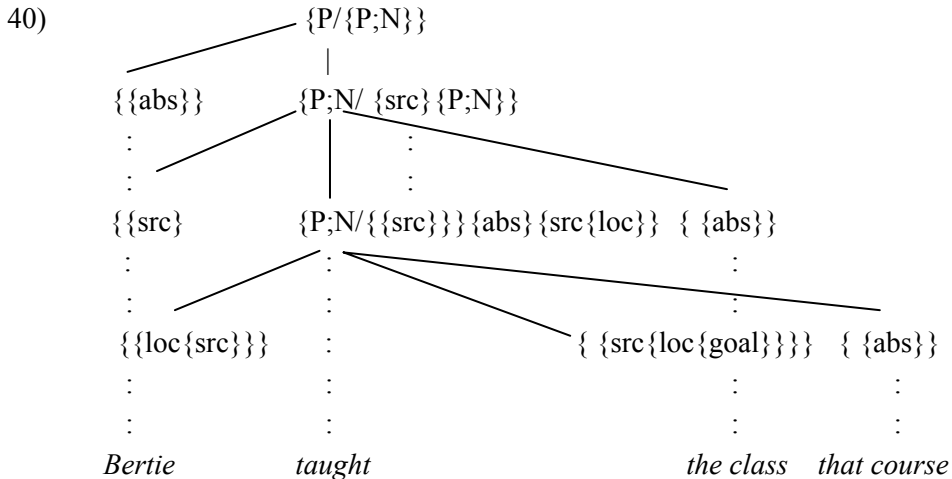 40) {P/{P;N}}
{{abs}} {P;N/ {src}{P;N}}
: :
: :
{{src} {P;N/{{src}}}{abs}{src{loc}} { {abs}}
: : :
: : :
{{loc{src}}} { {src{loc{goal}}}} { {abs}}
: : : :
: : : :
Bertie taught the class that course